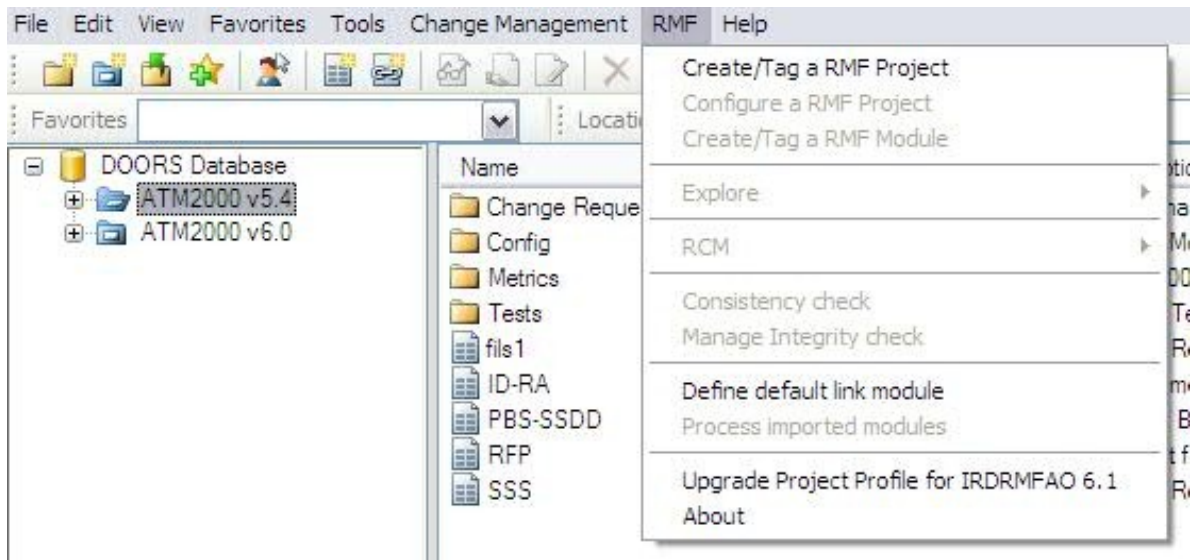 File Edit View Favorites Tools Change Management RMF Help
Favorites
DOORS Database
ATM2000 v5.4
ATM2000 v6.0
Name
Config
Metrics
Tests
fils1
ID-RA
PBS-SSDD
RFP
SSS
Create/Tag a RMF Project
Configure a RMF Project
Create/Tag a RMF Module
Explore
RCM
Consistency check
Manage Integrity check
Define default link module
Process imported modules
Upgrade Project Profile for IRDRMFAO 6.1
About